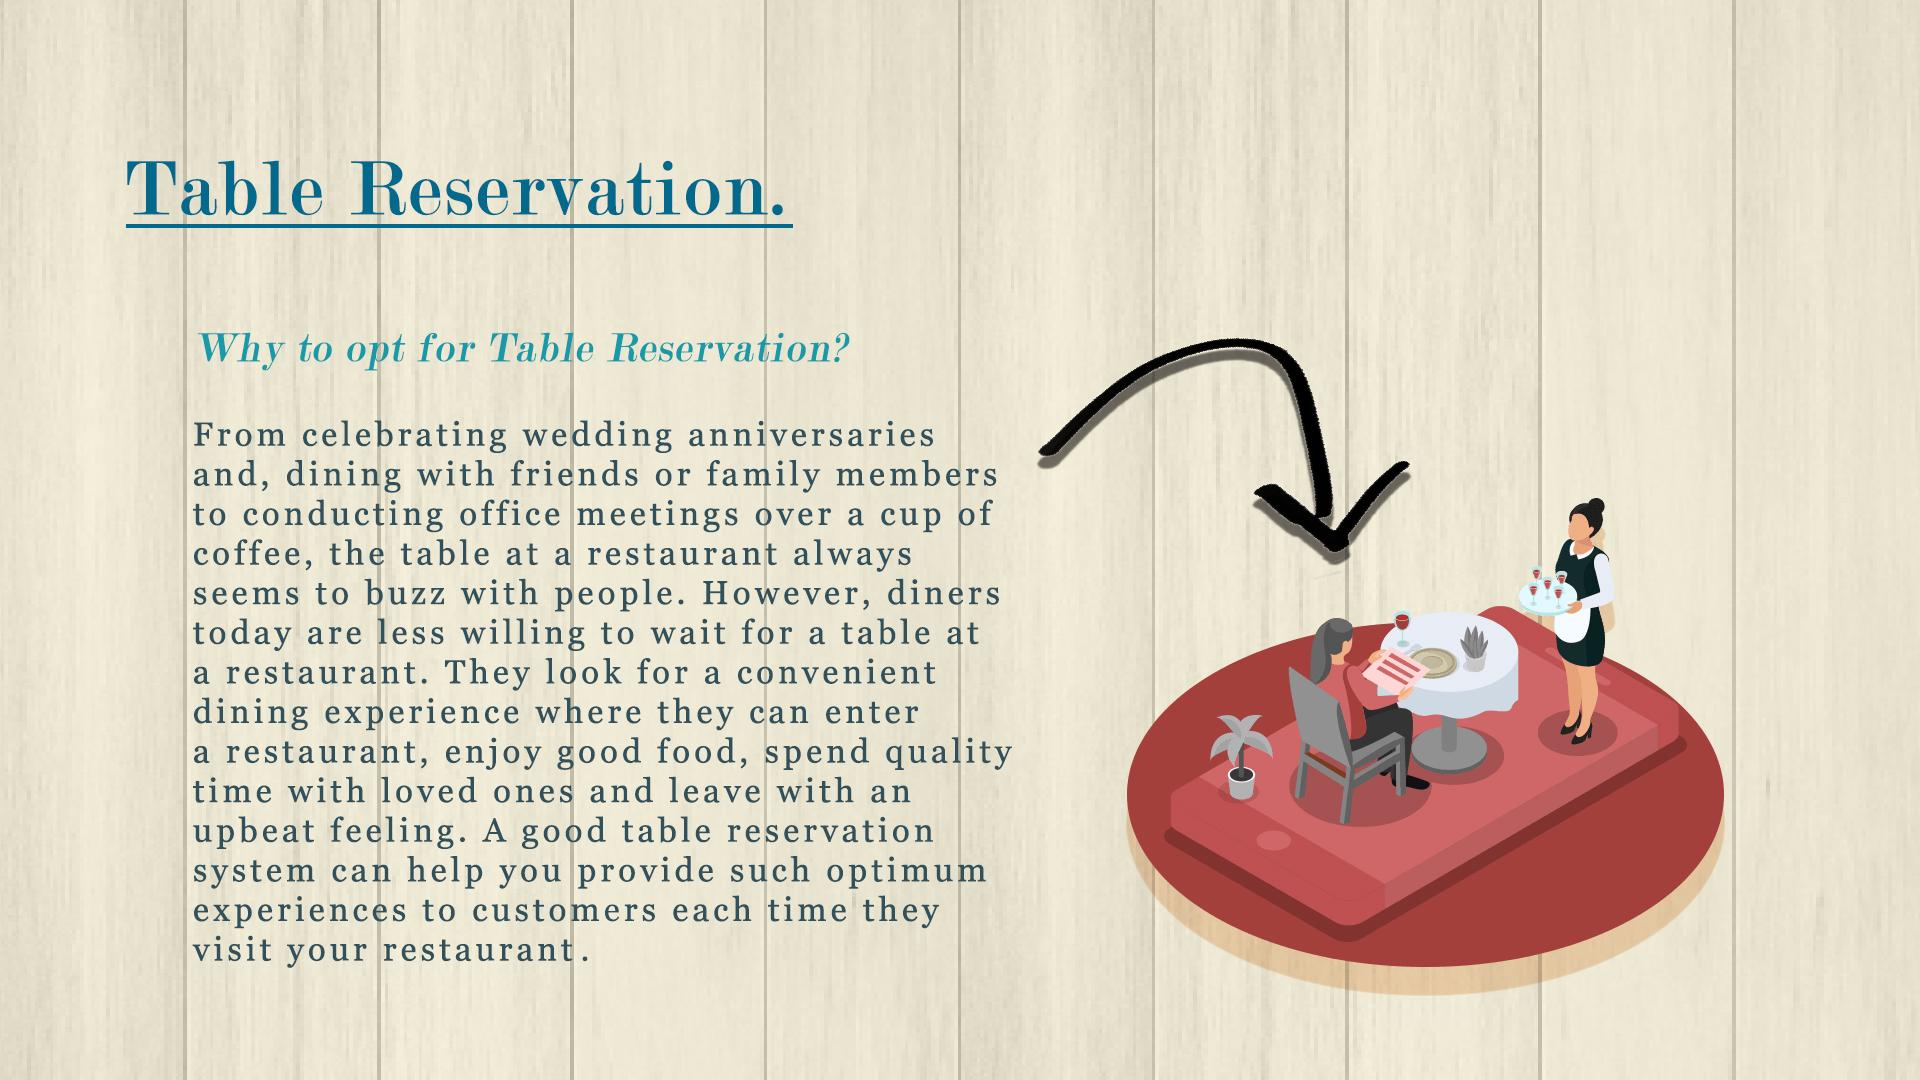 Table Reservation.
Why to opt for Table Reservation?
From celebrating wedding anniversaries
and, dining with friends or family members
to conducting office meetings over a cup of
coffee, the table at a restaurant always
seems to buzz with people. However, diners
today are less willing to wait for a table at
a restaurant. They look for a convenient
dining experience where they can enter
a restaurant, enjoy good food, spend quality
time with loved ones and leave with an
upbeat feeling. A good table reservation
system can help you provide such optimum
experiences to customers each time they
visit your restaurant.